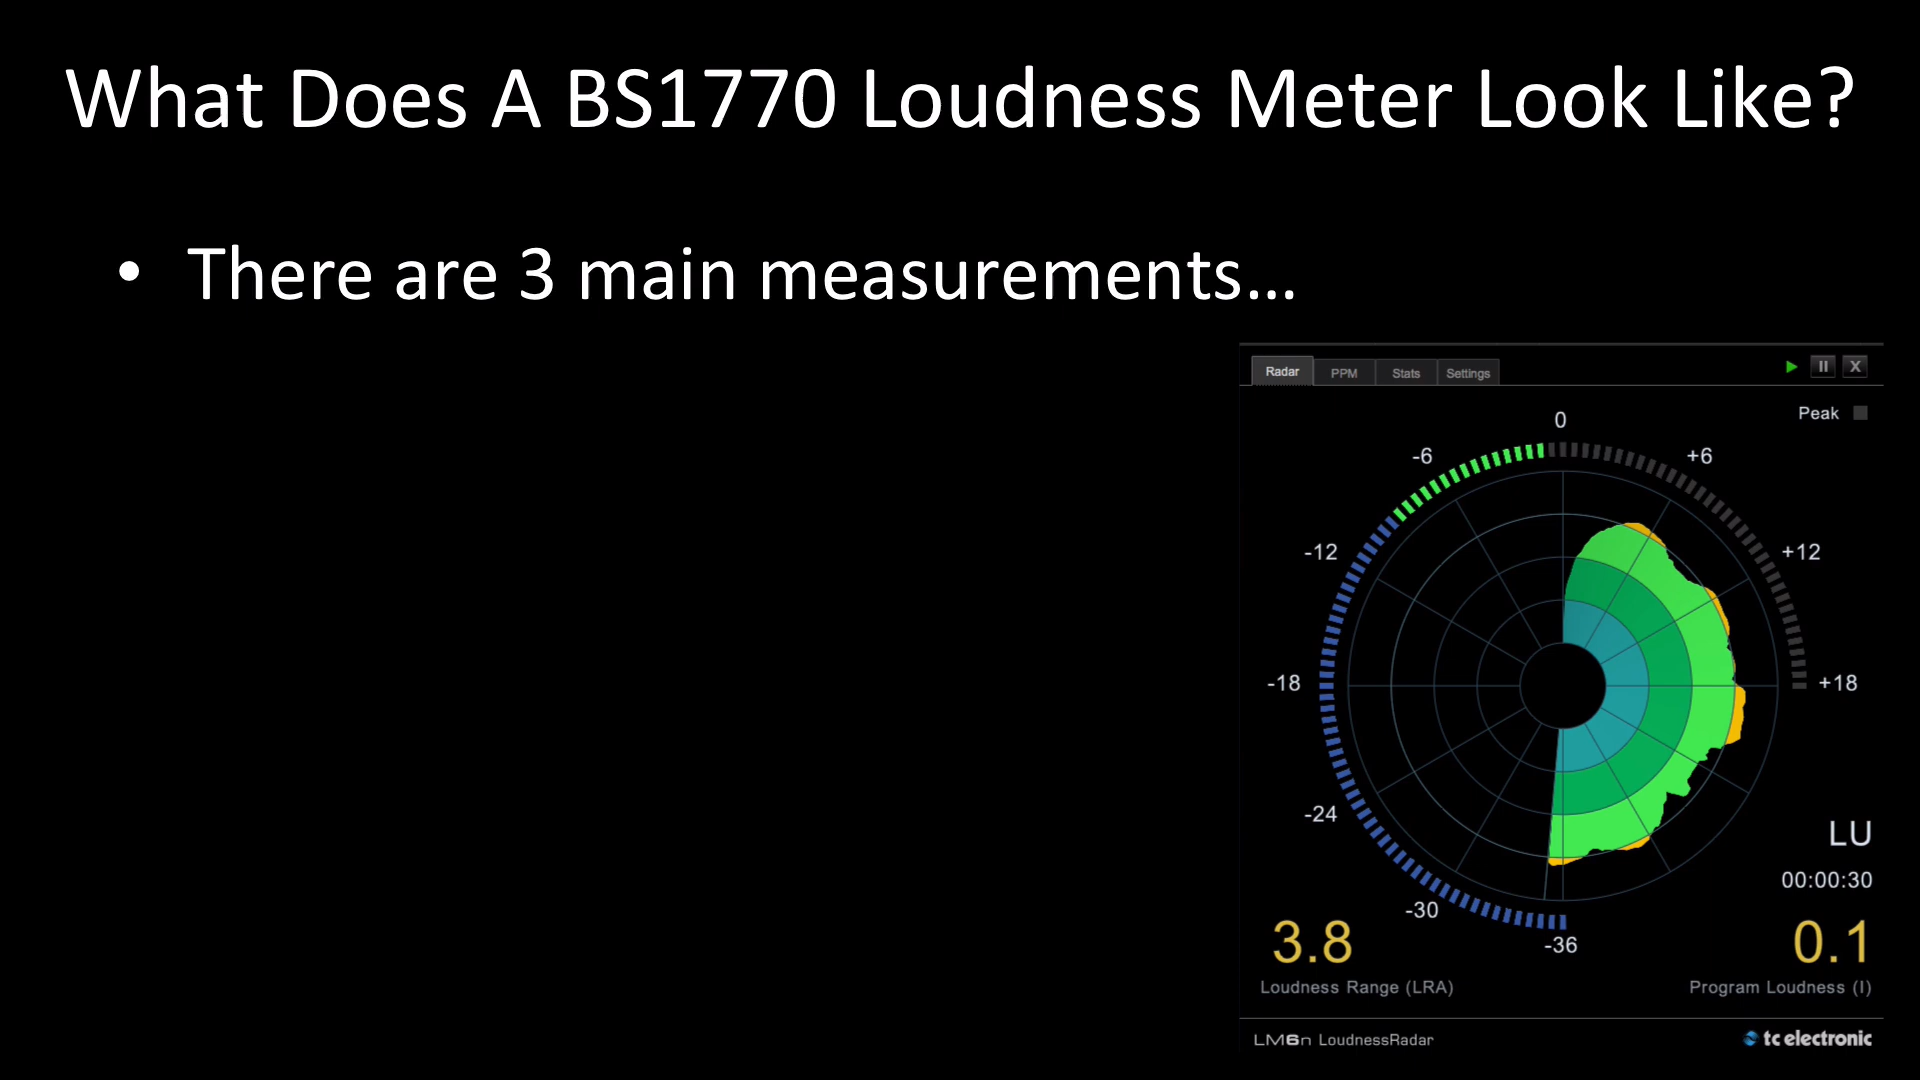 What Does A BS1770 Loudness Meter Look Like?
• There are 3 main measurements...
Radar PPM Stats Settings X
Peak
0
-6 +6
-12 +12
-18 +18
-24
LU
00:00:30
-30
-36
3.8 0.1
Loudness Range (LRA) Program Loudness (I)
LM6n LoudnessRadar tc electronic